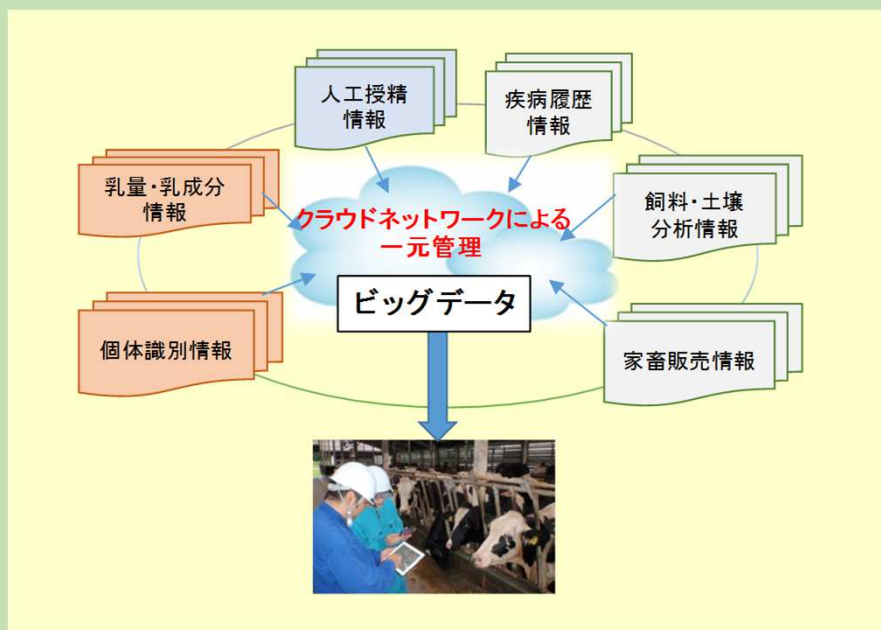 人工授精
情報
疾病履歴
情報
乳量・乳成分
情報
飼料・土壌
分析情報
クラウドネットワークによる
一元管理
ビッグデータ
個体識別情報
家畜販売情報